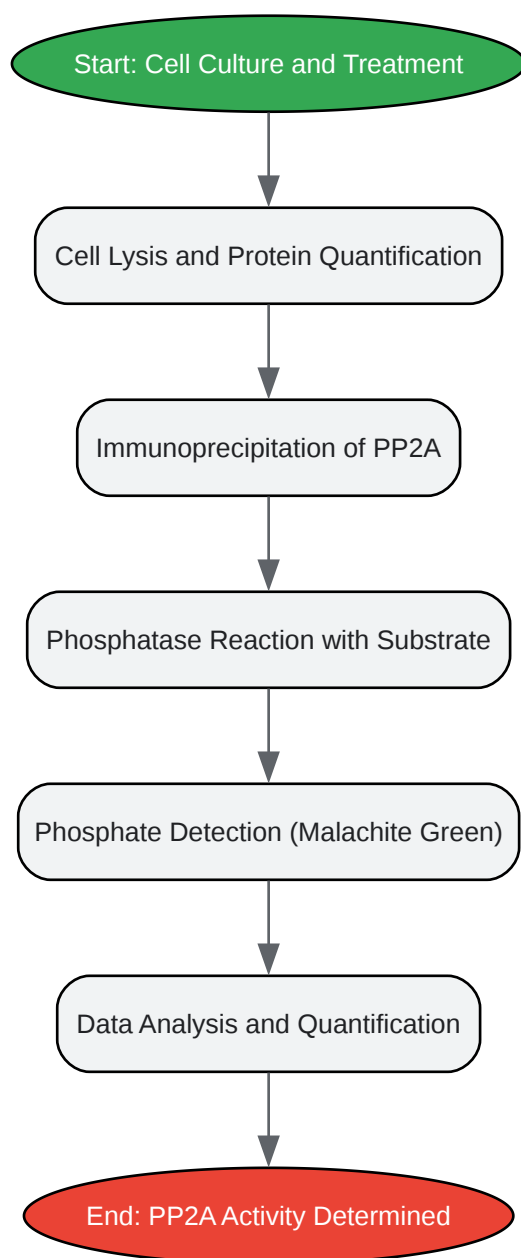 Start: Cell Culture and Treatment
Cell Lysis and Protein Quantification
Immunoprecipitation of PP2A
Phosphatase Reaction with Substrate
Phosphate Detection (Malachite Green)
Data Analysis and Quantification
End: PP2A Activity Determined